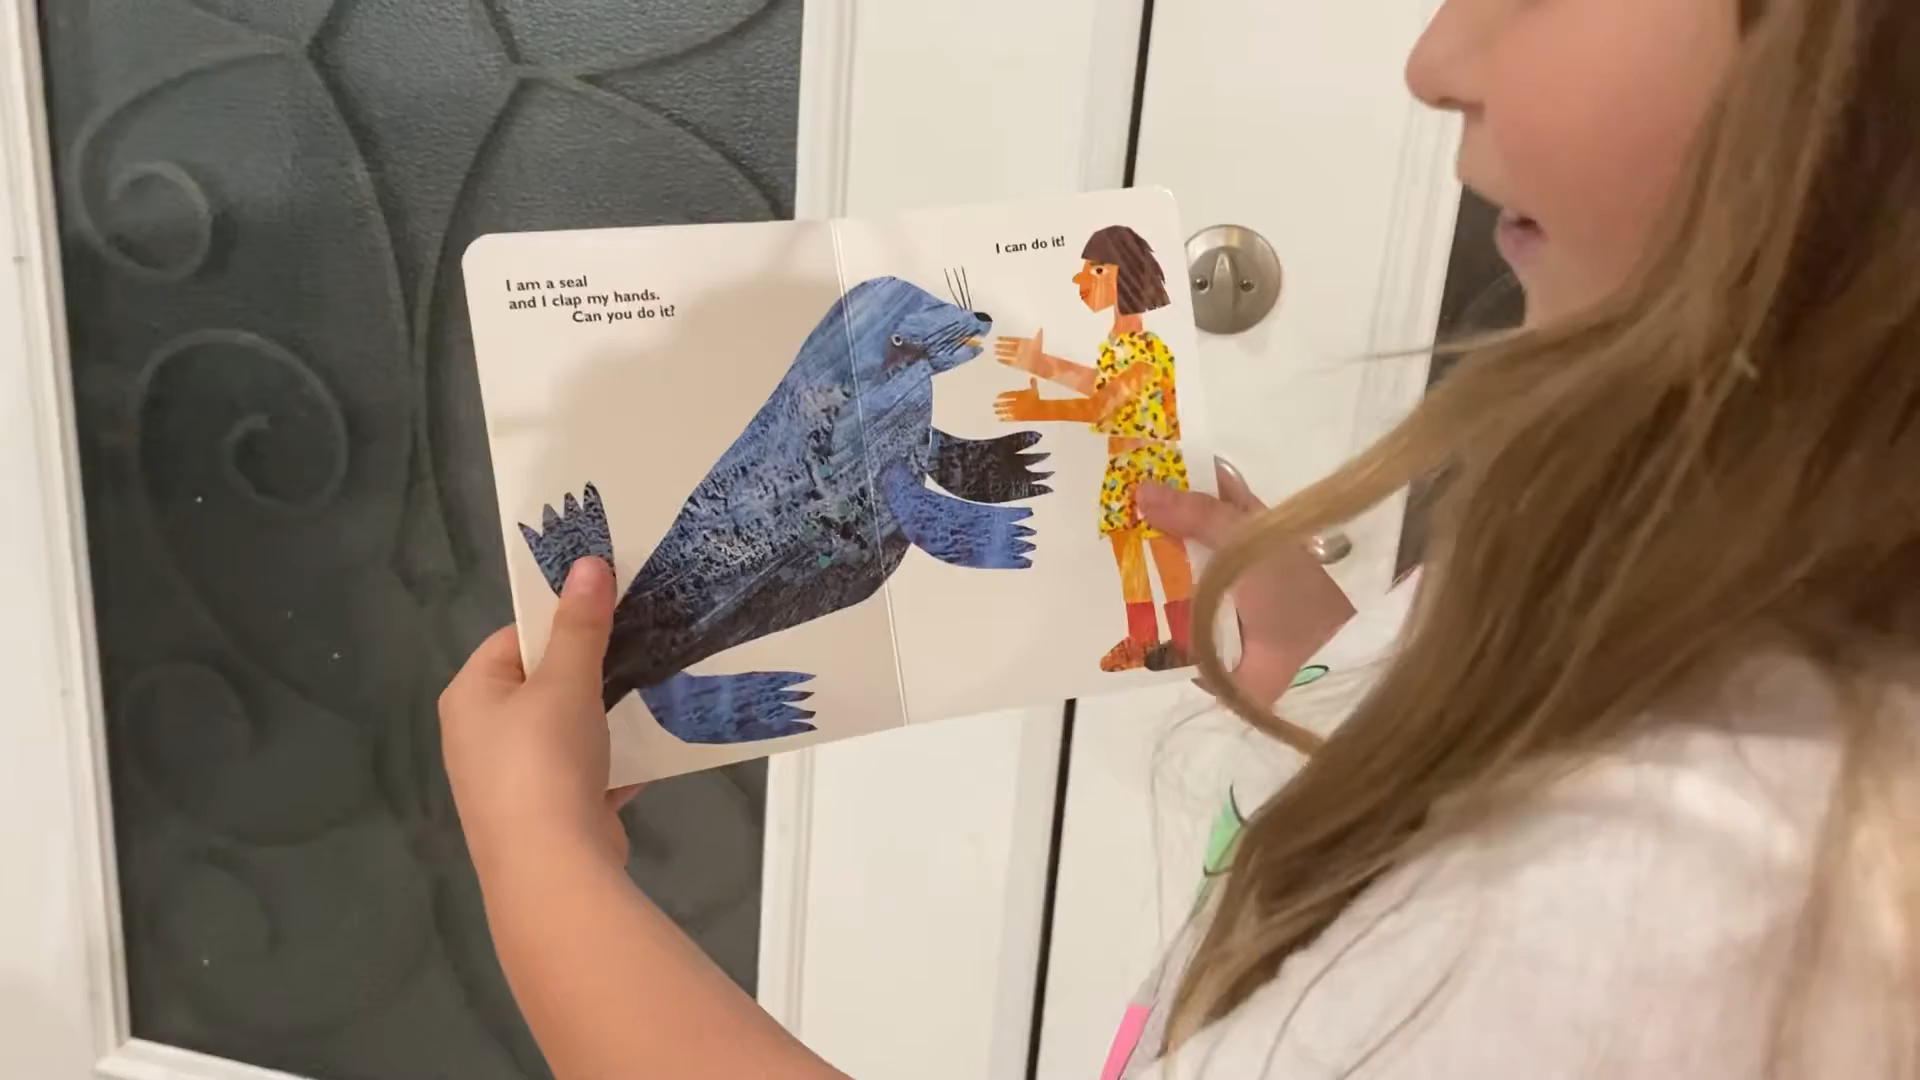 I am a seal
and I clap my hands.
Can you do it?
I can do it!